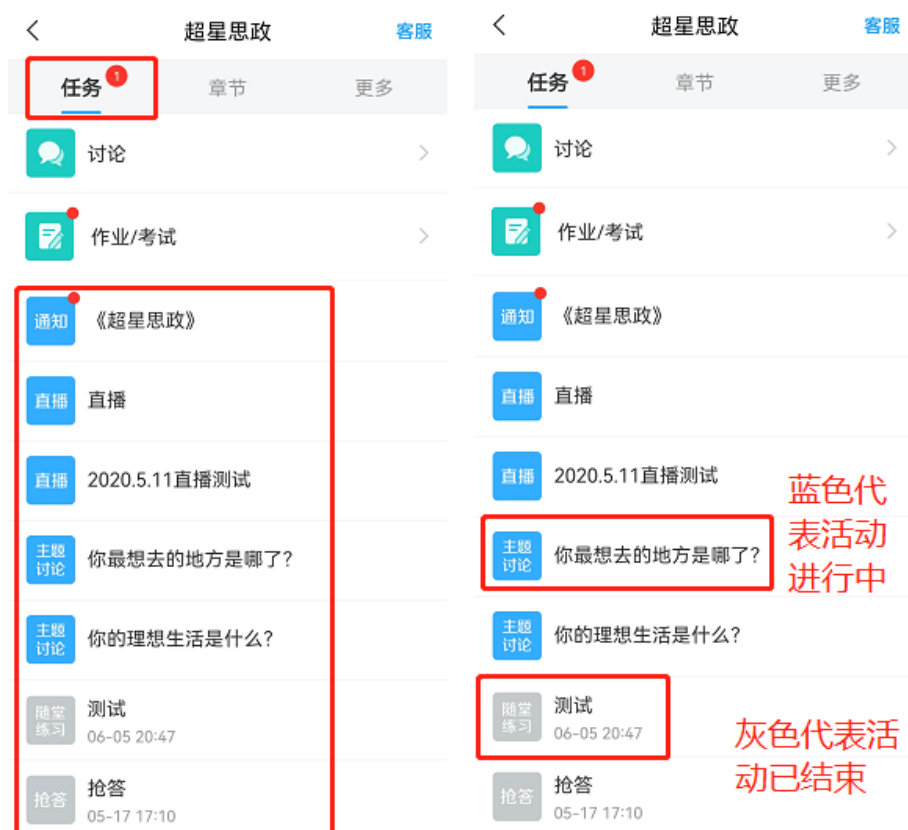 超星思政
客服
任务
1
章节
更多
讨论
作业/考试
通知
《超星思政》
直播
直播
直播
2020.5.11直播测试
主题
讨论
你最想去的地方是哪了?
主题
讨论
你的理想生活是什么?
随堂
练习
测试
06-05 20:47
抢答
抢答
05-17 17:10
超星思政
客服
任务
1
章节
更多
讨论
作业/考试
通知
《超星思政》
直播
直播
直播
2020.5.11直播测试
主题
讨论
你最想去的地方是哪了?
主题
讨论
你的理想生活是什么?
随堂
练习
测试
06-05 20:47
抢答
抢答
05-17 17:10
蓝色代
表活动
进行中
灰色代表活
动已结束